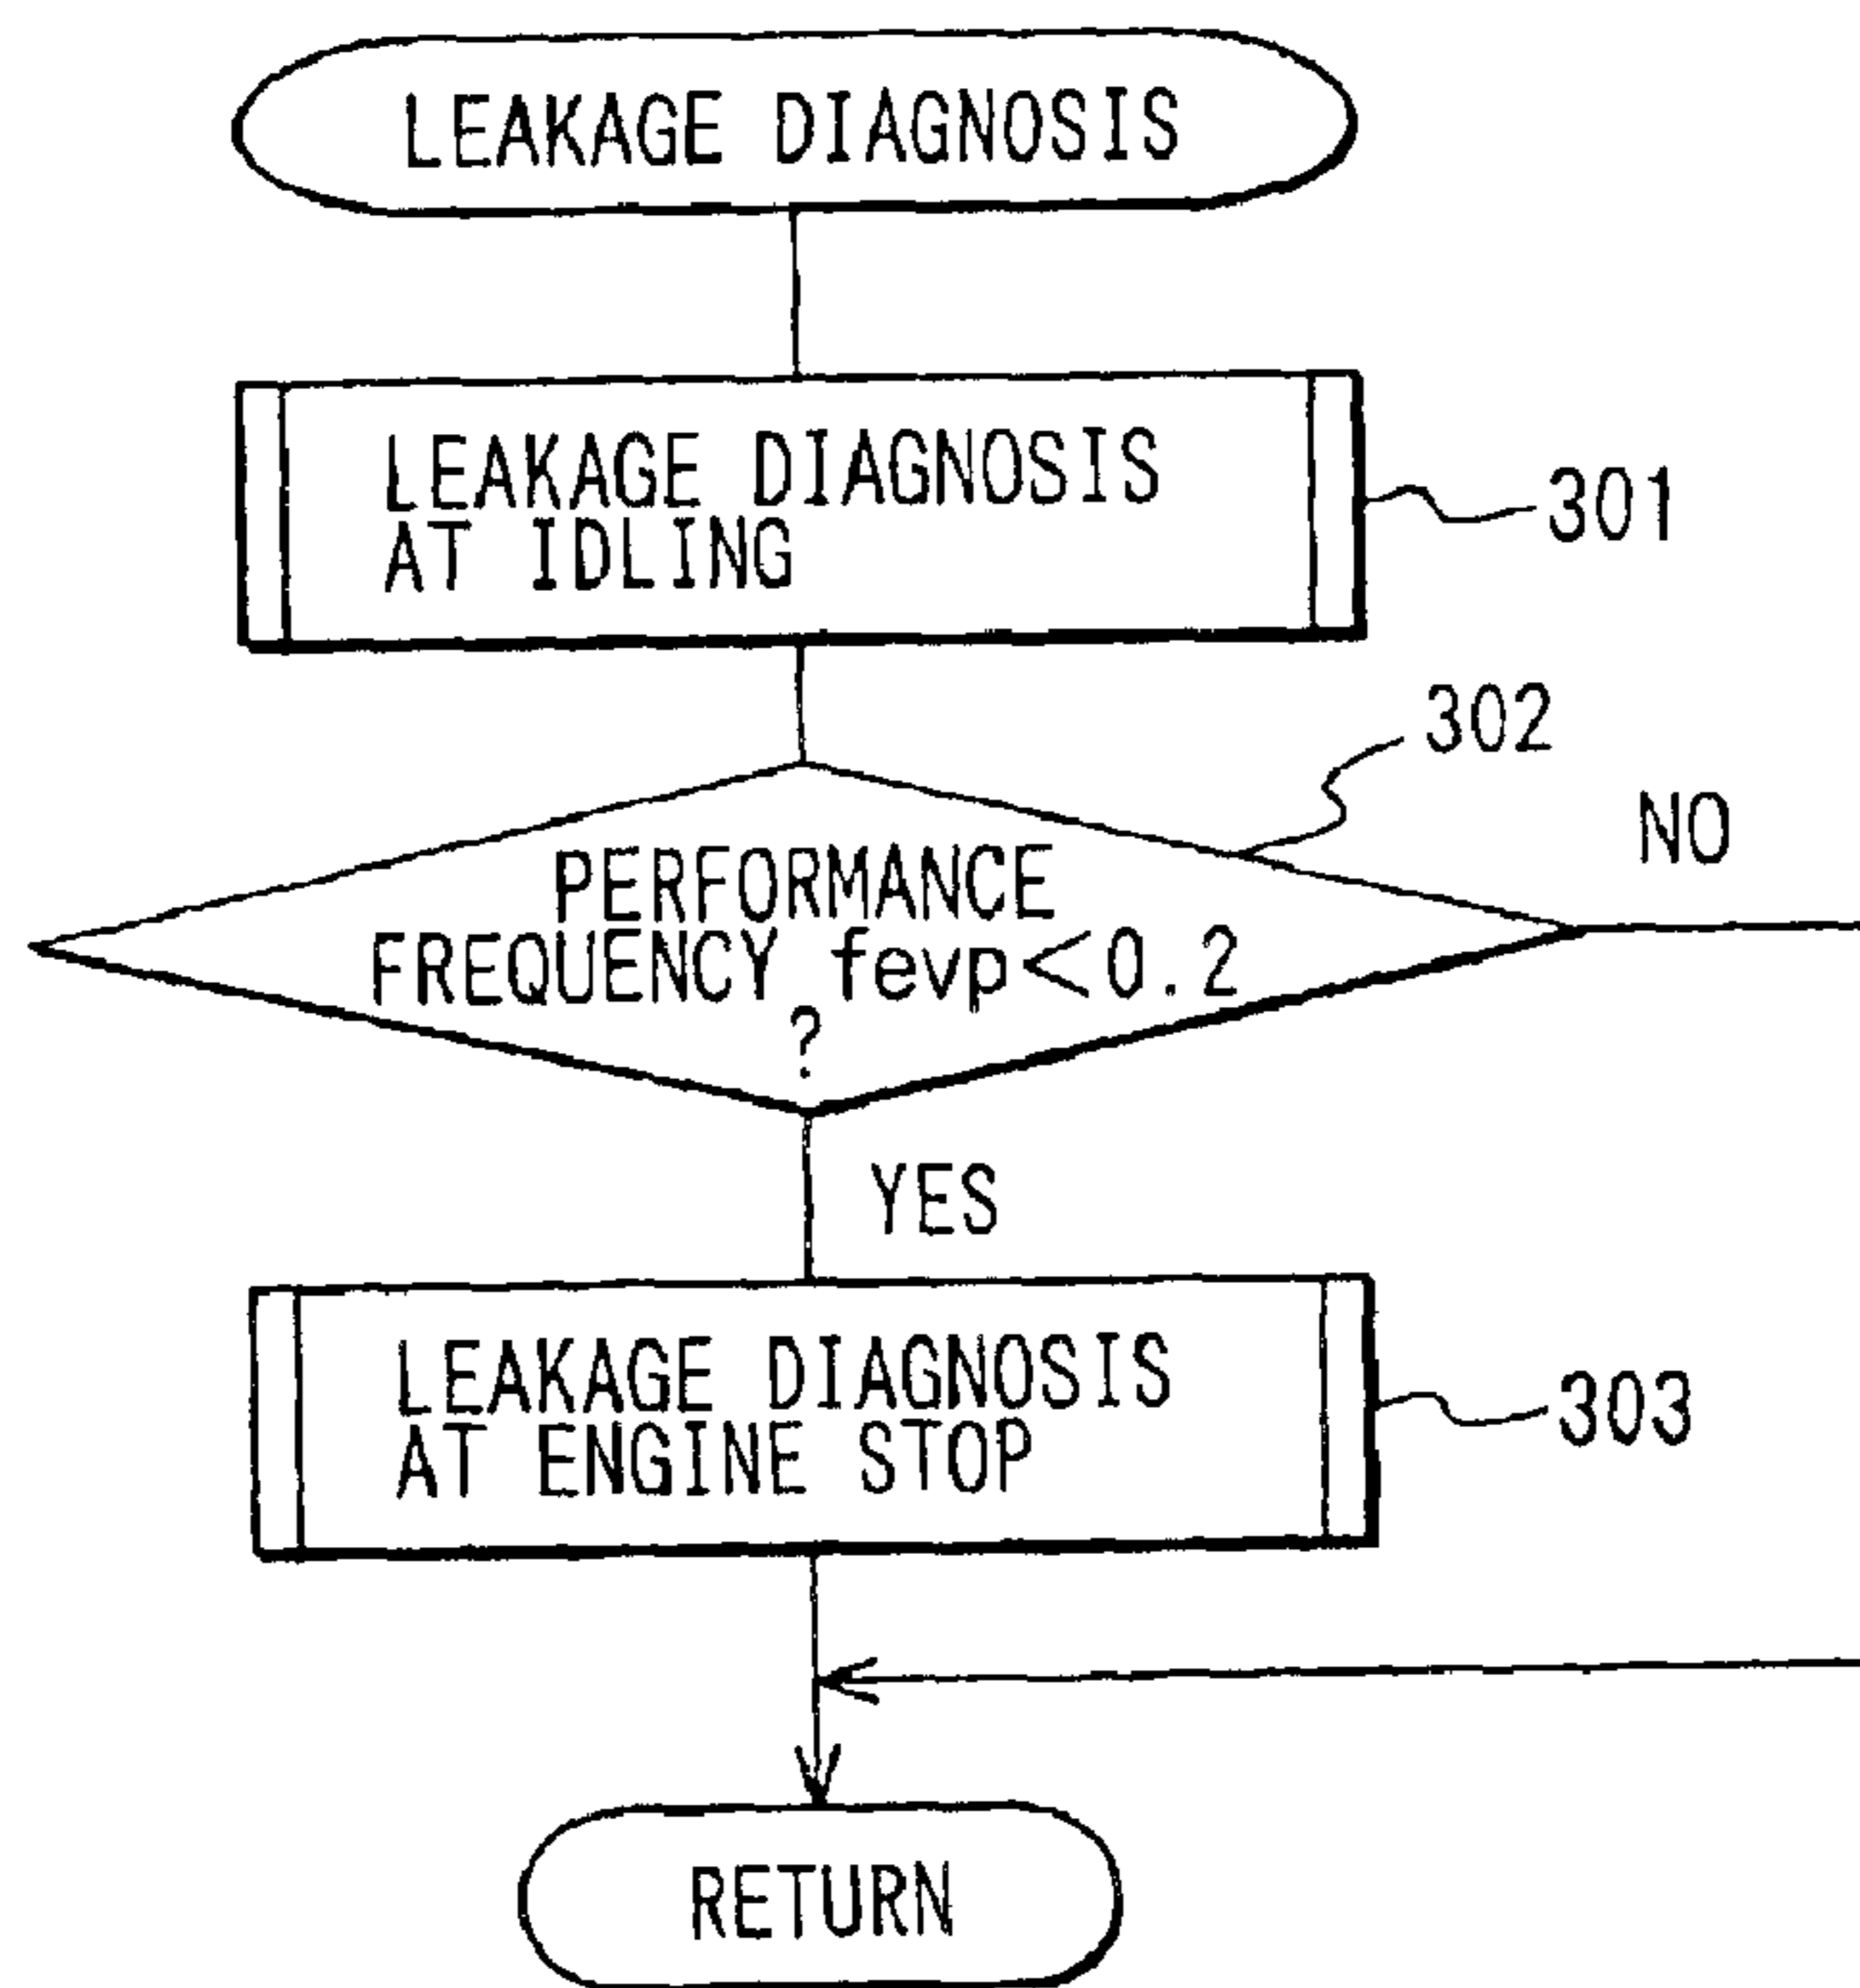 LEAKAGE DIAGNOSIS
LEAKAGE DIAGNOSIS
AT IDLING
301
302
NO
PERFORMANCE
FREQUENCY fevp<0.2
?
YES
LEAKAGE DIAGNOSIS
AT ENGINE STOP
303
RETURN